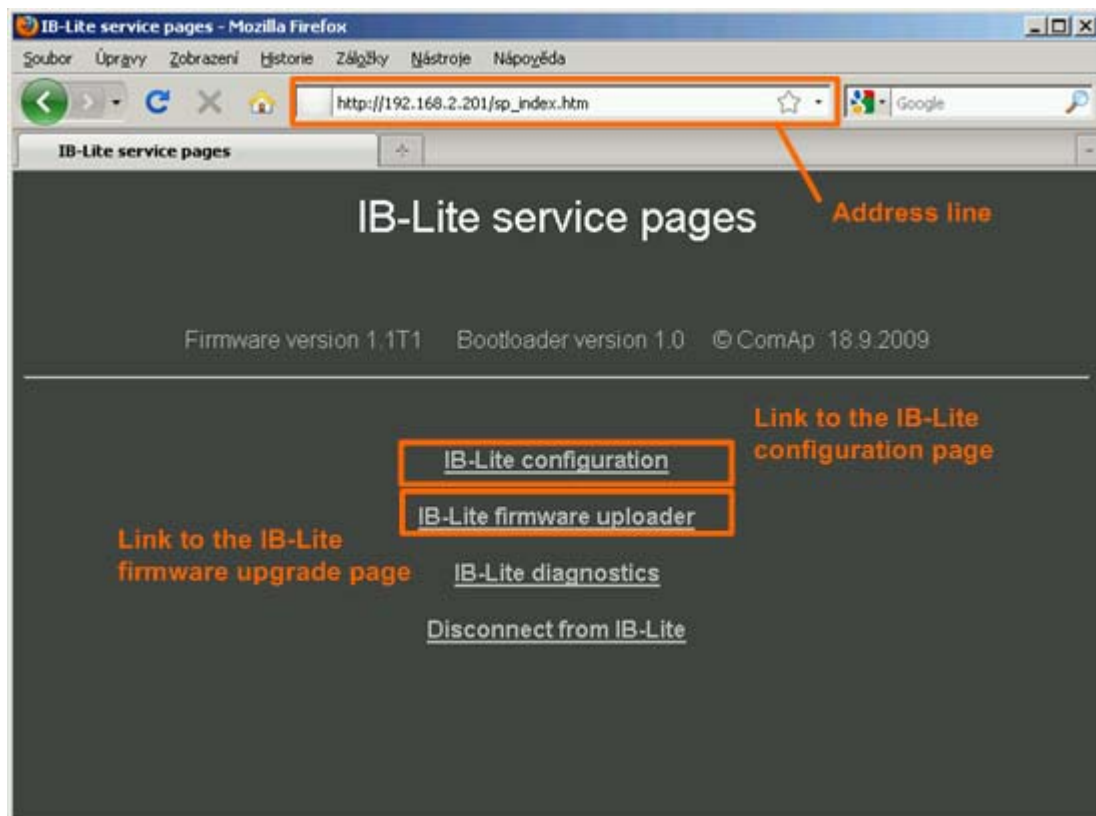 IB-Lite service pages - Mozilla Firefox
Soubor Úpravy Zobrazení Historie Záložky Nástroje Nápověda
http://192.168.2.201/sp_index.htm
Google
IB-Lite service pages
Address line
IB-Lite service pages
Firmware version 1.1T1 Bootloader version 1.0 © ComAp 18.9.2009
Link to the IB-Lite
configuration page
IB-Lite configuration
IB-Lite firmware uploader
Link to the IB-Lite
firmware upgrade page
IB-Lite diagnostics
Disconnect from IB-Lite